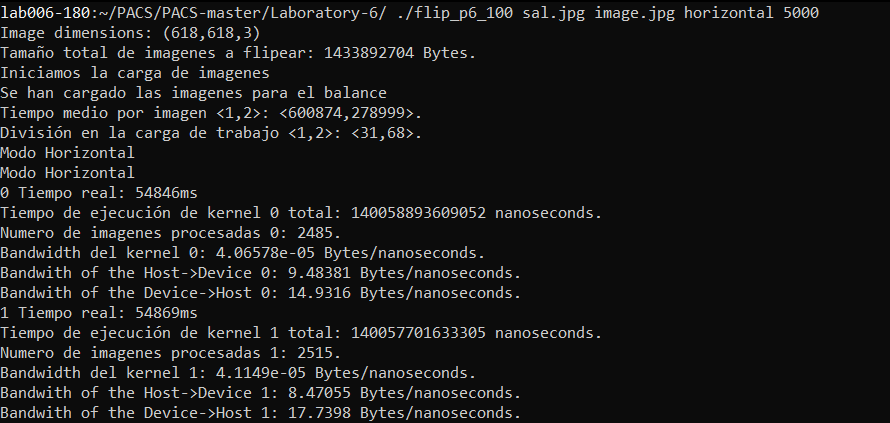 lab006-180:~/PACS/PACS-master/Laboratory-6/ ./flip_p6_100 sal.jpg image.jpg horizontal 5000
Image dimensions: (618,618,3)
Tamaño total de imagenes a flipear: 1433892704 Bytes.
Iniciamos la carga de imagenes
Se han cargado las imagenes para el balance
Tiempo medio por imagen <1,2>: <600874,278999>.
División en la carga de trabajo <1,2>: <31,68>.
Modo Horizontal
Modo Horizontal
0 Tiempo real: 54846ms
Tiempo de ejecución de kernel 0 total: 140058893609052 nanoseconds.
Numero de imagenes procesadas 0: 2485.
Bandwidth del kernel 0: 4.06578e-05 Bytes/nanoseconds.
Bandwith of the Host->Device 0: 9.48381 Bytes/nanoseconds.
Bandwith of the Device->Host 0: 14.9316 Bytes/nanoseconds.
1 Tiempo real: 54869ms
Tiempo de ejecución de kernel 1 total: 140057701633305 nanoseconds.
Numero de imagenes procesadas 1: 2515.
Bandwidth del kernel 1: 4.1149e-05 Bytes/nanoseconds.
Bandwith of the Host->Device 1: 8.47055 Bytes/nanoseconds.
Bandwith of the Device->Host 1: 17.7398 Bytes/nanoseconds.